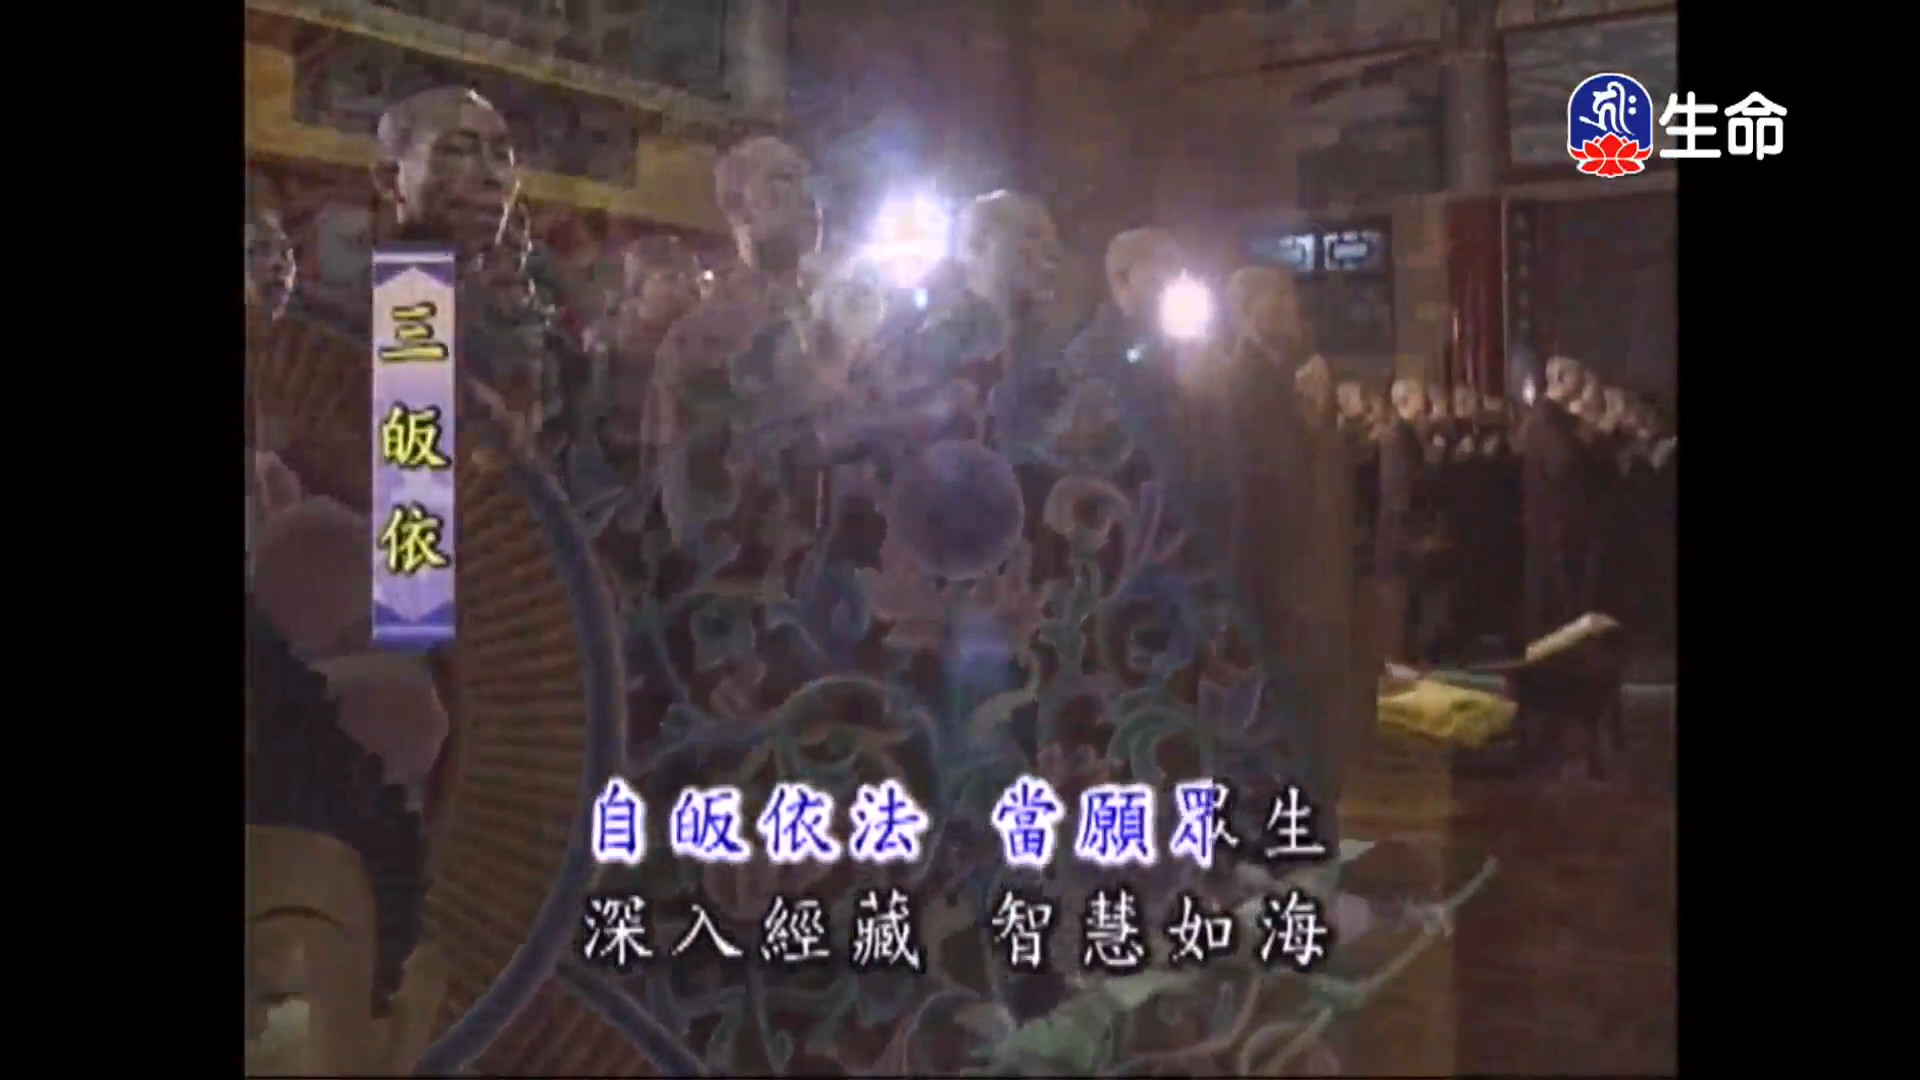 生命
三
皈
依
自皈依法 當願眾生
深入經藏 智慧如海